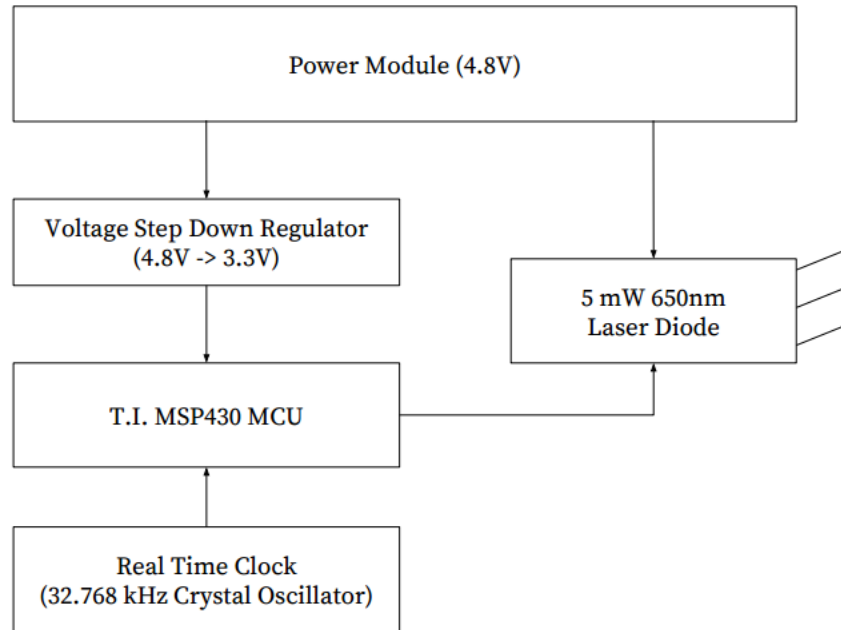 Power Module (4.8V)
Voltage Step Down Regulator
(4.8V -> 3.3V)
5 mW 650nm
Laser Diode
T.I. MSP430 MCU
Real Time Clock
(32.768 kHz Crystal Oscillator)